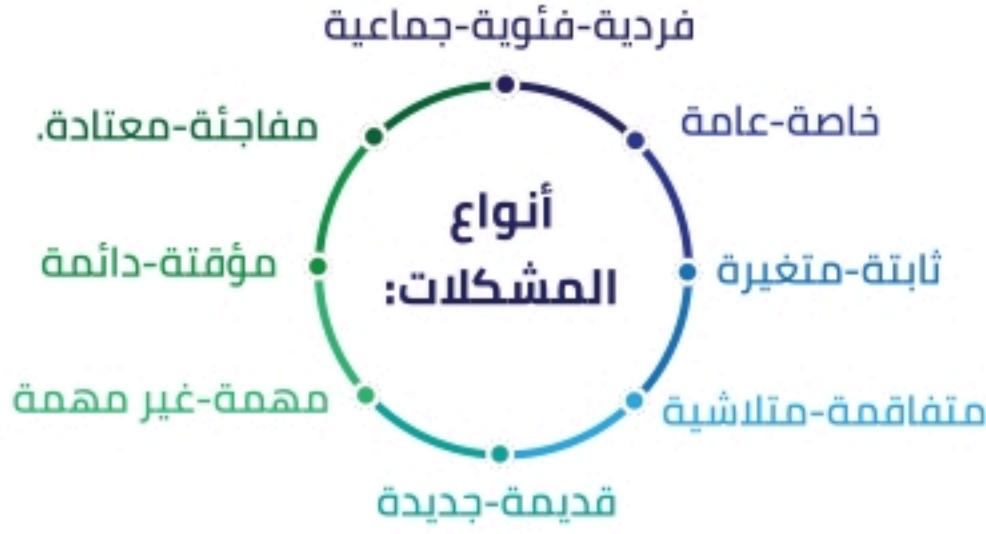 أنواع
المشكلات:
فردية-فئوية-جماعية
خاصة-عامة
ثابتة-متغيرة
متفاقمة-متلاشية
قديمة-جديدة
مهمة-غير مهمة
مؤقتة-دائمة
مفاجئة-معتادة.